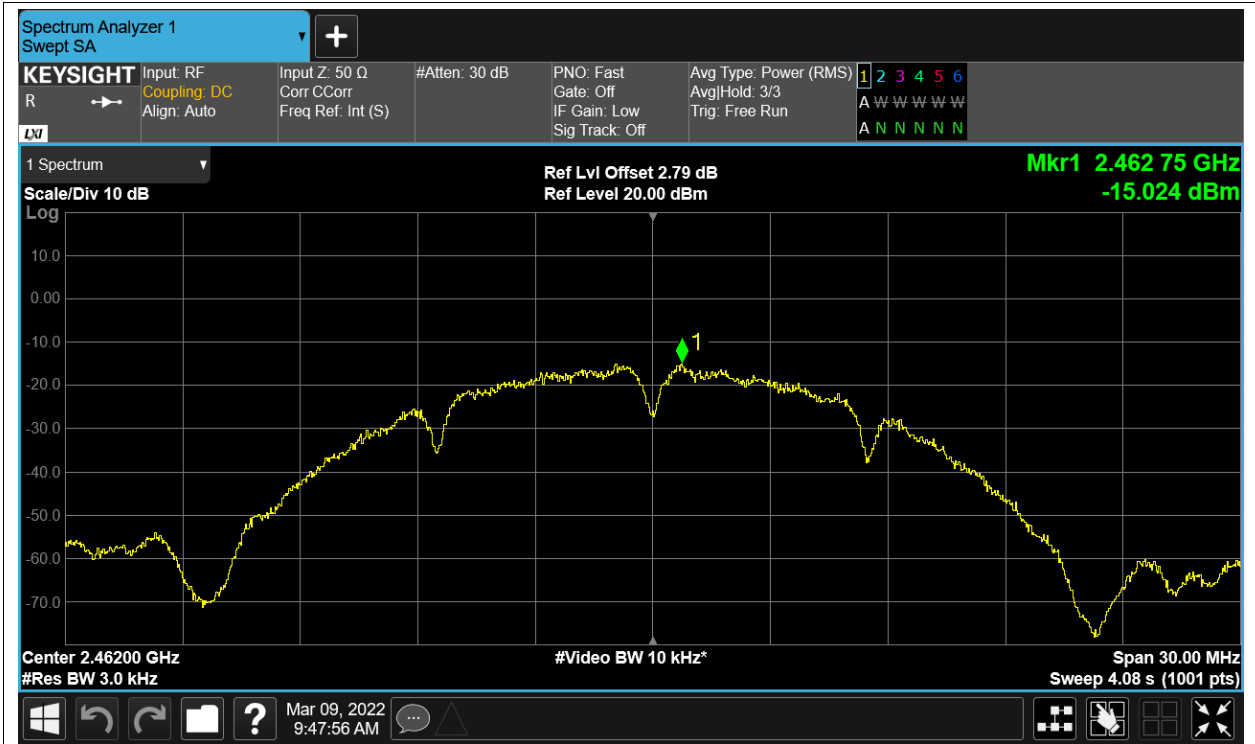 Spectrum Analyzer 1
Swept SA
KEYSIGHT
R
LXI
Input: RF
Coupling: DC
Align: Auto
Input Z: 50 Ω
Corr CCorr
Freq Ref: Int (S)
#Atten: 30 dB
PNO: Fast
Gate: Off
IF Gain: Low
Sig Track: Off
Avg Type: Power (RMS)
Avg|Hold: 3/3
Trig: Free Run
1 2 3 4 5 6
A W W W W W
A N N N N N
1 Spectrum
Scale/Div 10 dB
Log
Ref Lvl Offset 2.79 dB
Ref Level 20.00 dBm
Mkr1 2.462 75 GHz
-15.024 dBm
10.0
0.00
-10.0
-20.0
-30.0
-40.0
-50.0
-60.0
-70.0
1
Center 2.46200 GHz
#Res BW 3.0 kHz
#Video BW 10 kHz*
Span 30.00 MHz
Sweep 4.08 s (1001 pts)
?
Mar 09, 2022
9:47:56 AM